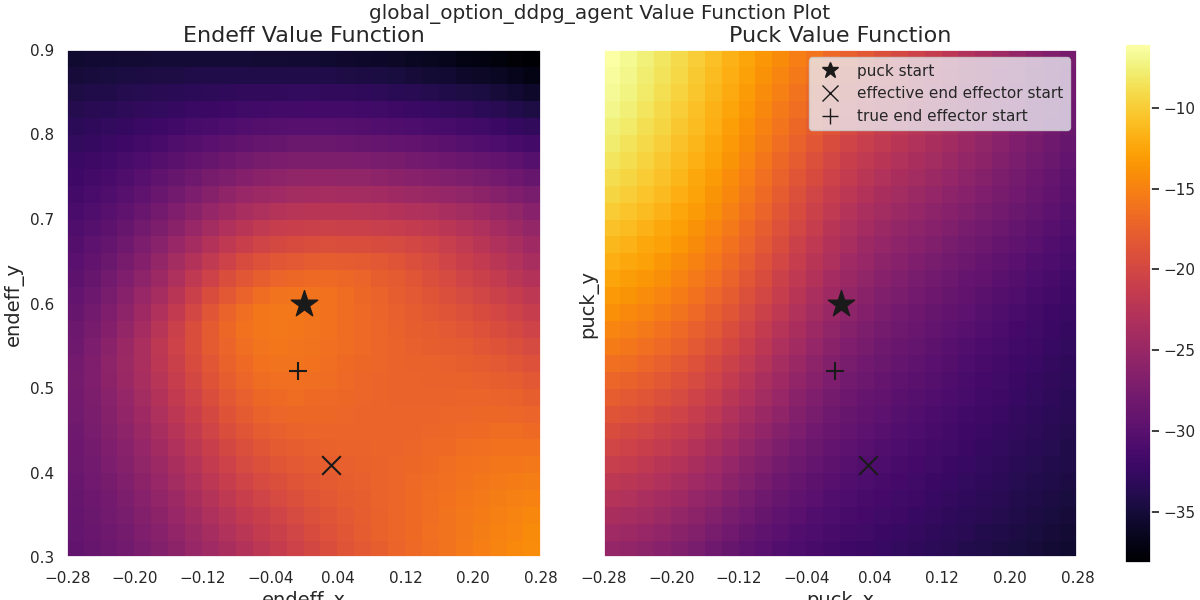 global_option_ddpg_agent Value Function Plot
Endeff Value Function
Puck Value Function
puck start
effective end effector start
true end effector start
0.9
0.8
0.7
0.6
0.5
0.4
0.3
endeff_y
−0.28 −0.20 −0.12 −0.04 0.04 0.12 0.20 0.28
endeff_x
puck_y
−0.28 −0.20 −0.12 −0.04 0.04 0.12 0.20 0.28
puck_x
−10
−15
−20
−25
−30
−35